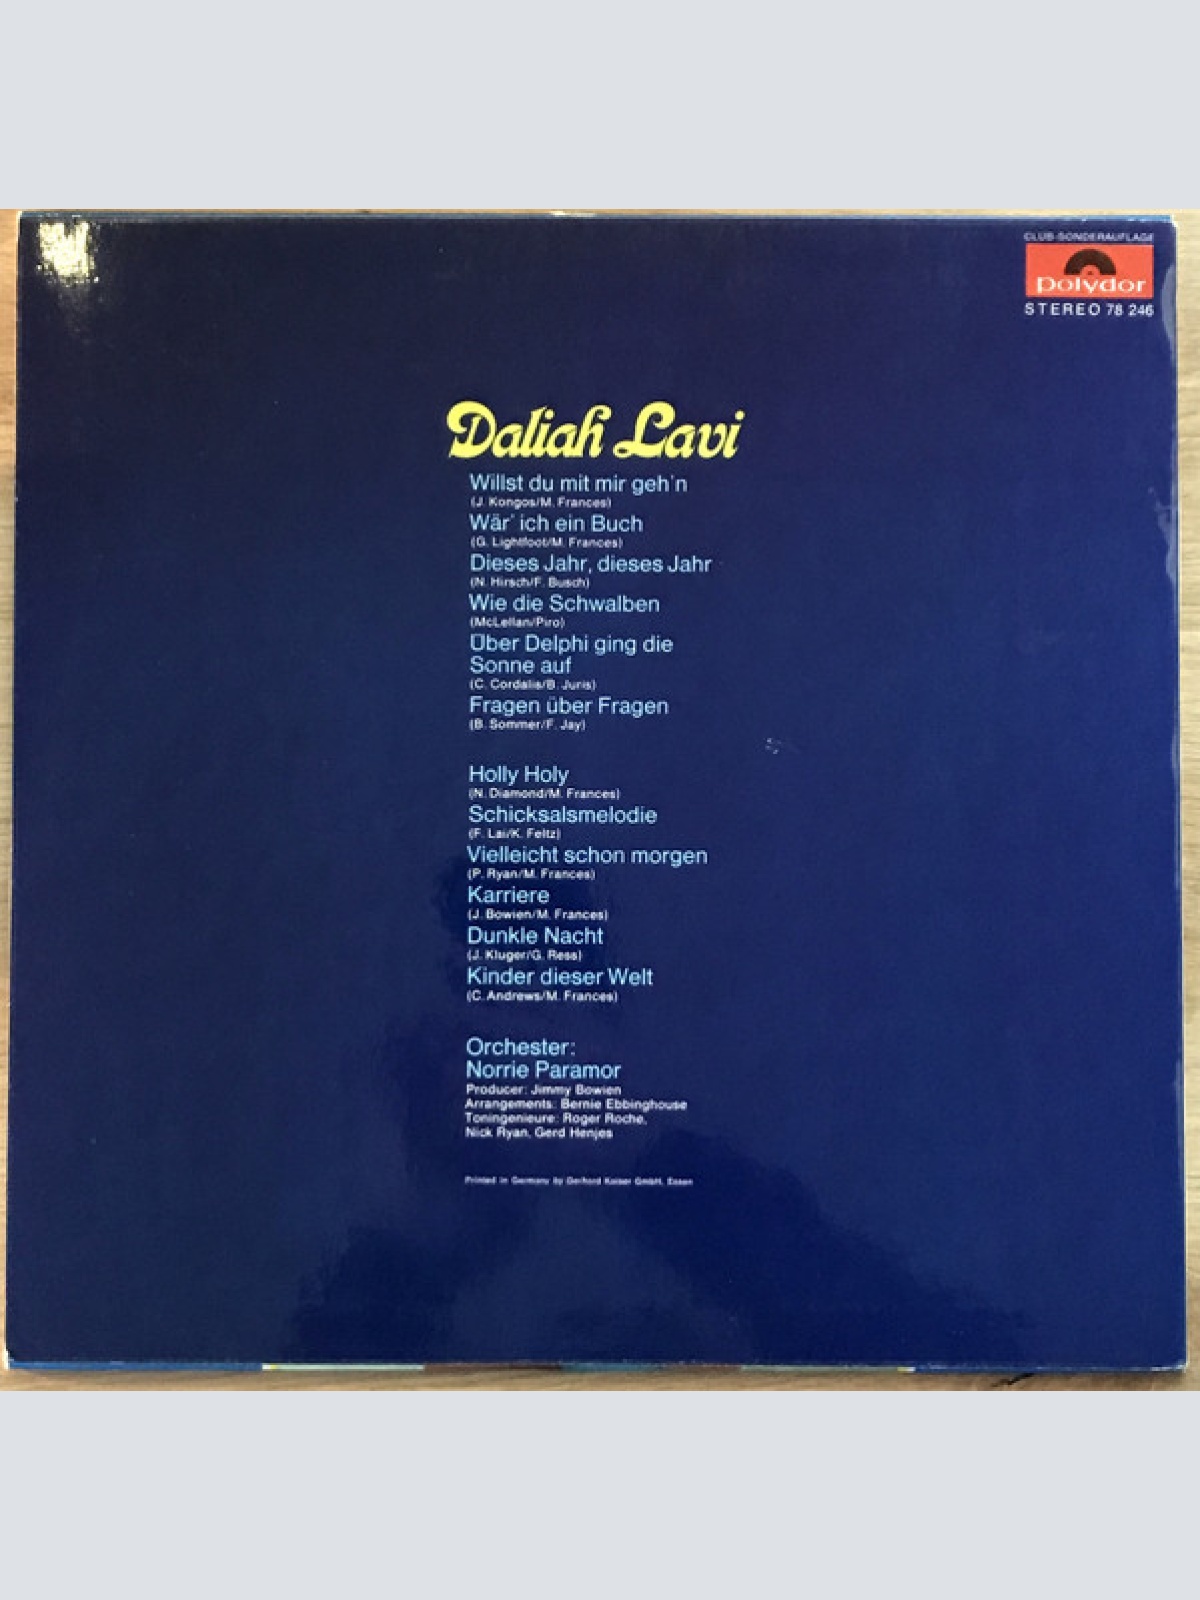 CLUB-SONDERAUFLAGE
polydor
STEREO 78 246
Daliah Lavi
Willst du mit mir geh'n
(J. Kongos/M. Frances)
Wär' ich ein Buch
(G. Lightfoot/M. Frances)
Dieses Jahr, dieses Jahr
(N. Hirsch/F. Busch)
Wie die Schwalben
(McLellan/Piro)
Über Delphi ging die
Sonne auf
(C. Cordalis/B. Juris)
Fragen über Fragen
(B. Sommer/F. Jay)
Holly Holy
(N. Diamond/M. Frances)
Schicksalsmelodie
(F. Lai/K. Feltz)
Vielleicht schon morgen
(P. Ryan/M. Frances)
Karriere
(J. Bowien/M. Frances)
Dunkle Nacht
(J. Kluger/G. Ress)
Kinder dieser Welt
(C. Andrews/M. Frances)
Orchester:
Norrie Paramor
Producer: Jimmy Bowien
Arrangements: Bernie Ebbinghouse
Toningenieure: Roger Roche,
Nick Ryan, Gerd Henjes
Printed in Germany by Gerhard Kaiser GmbH, Essen